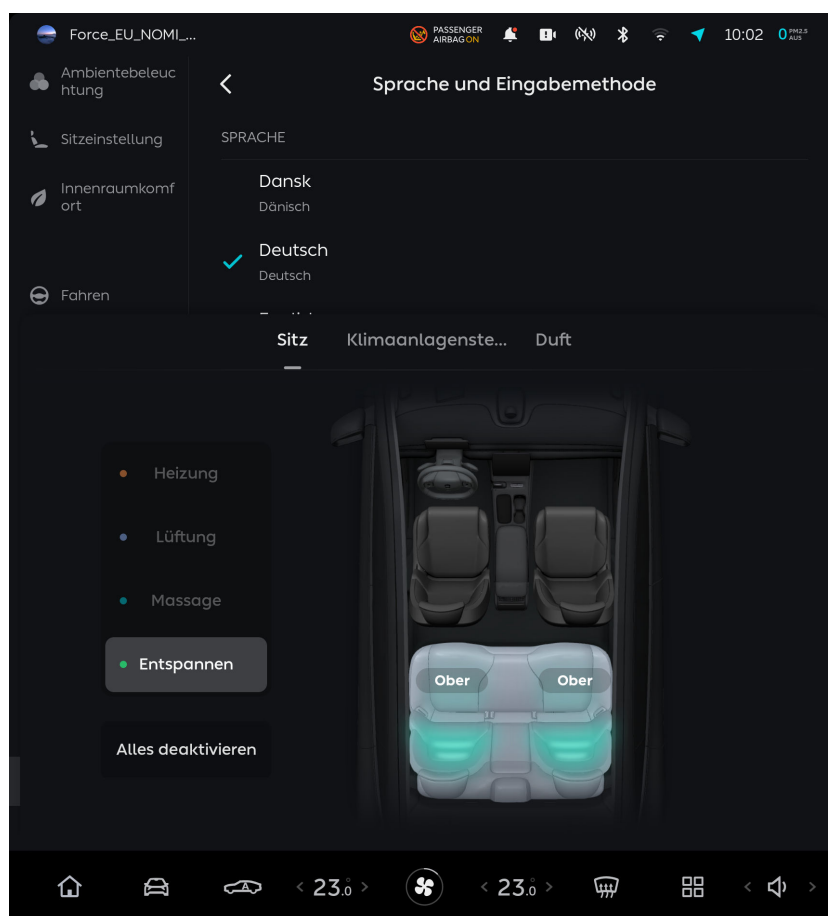 Force_EU_NOMI_...
PASSENGER
AIRBAG ON
10:02
0 PM2.5
AUS
Ambientebeleuc
htung
Sitzeinstellung
Innenraumkomf
ort
Fahren
Sprache und Eingabemethode
SPRACHE
Dansk
Dänisch
Deutsch
Deutsch
Sitz
Klimaanlagenste...
Duft
Heizung
Lüftung
Massage
Entspannen
Alles deaktivieren
Ober
Ober
A
23.0
23.0